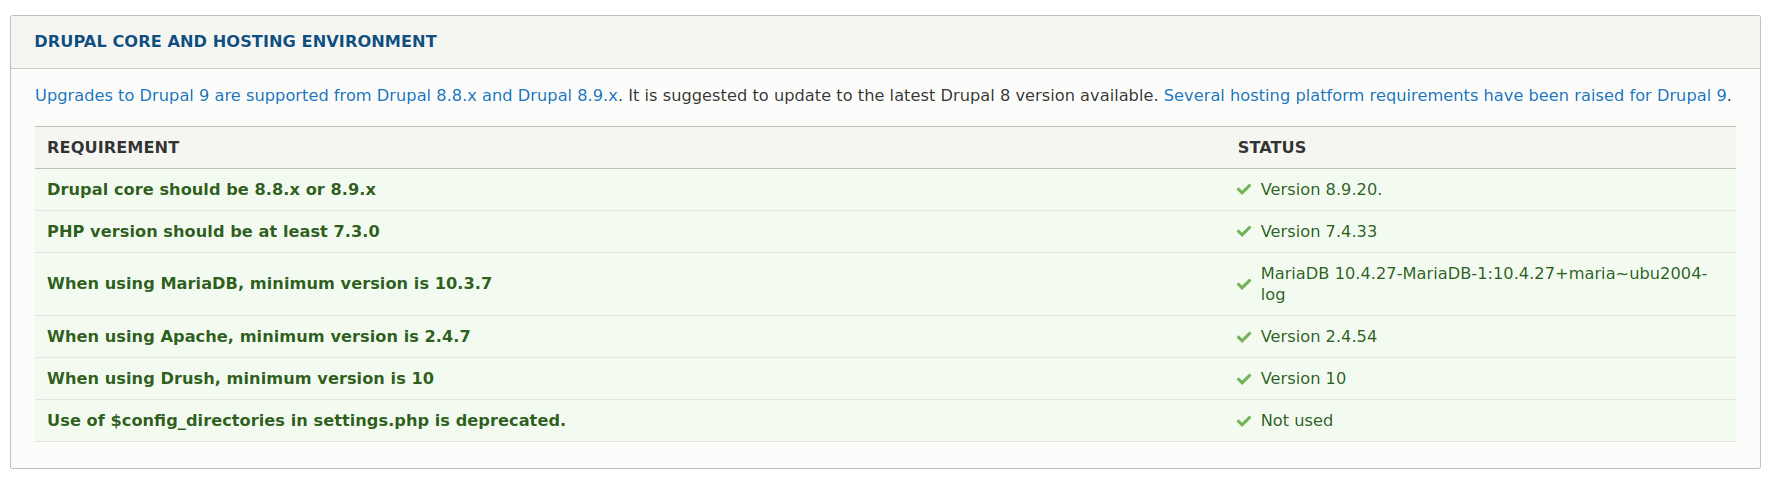 DRUPAL CORE AND HOSTING ENVIRONMENT
Upgrades to Drupal 9 are supported from Drupal 8.8.x and Drupal 8.9.x. It is suggested to update to the latest Drupal 8 version available. Several hosting platform requirements have been raised for Drupal 9.
REQUIREMENT STATUS
Drupal core should be 8.8.x or 8.9.x Version 8.9.20.
PHP version should be at least 7.3.0 Version 7.4.33
When using MariaDB, minimum version is 10.3.7 MariaDB 10.4.27-MariaDB-1:10.4.27+maria~ubu2004-
log
When using Apache, minimum version is 2.4.7 Version 2.4.54
When using Drush, minimum version is 10 Version 10
Use of $config_directories in settings.php is deprecated. Not used